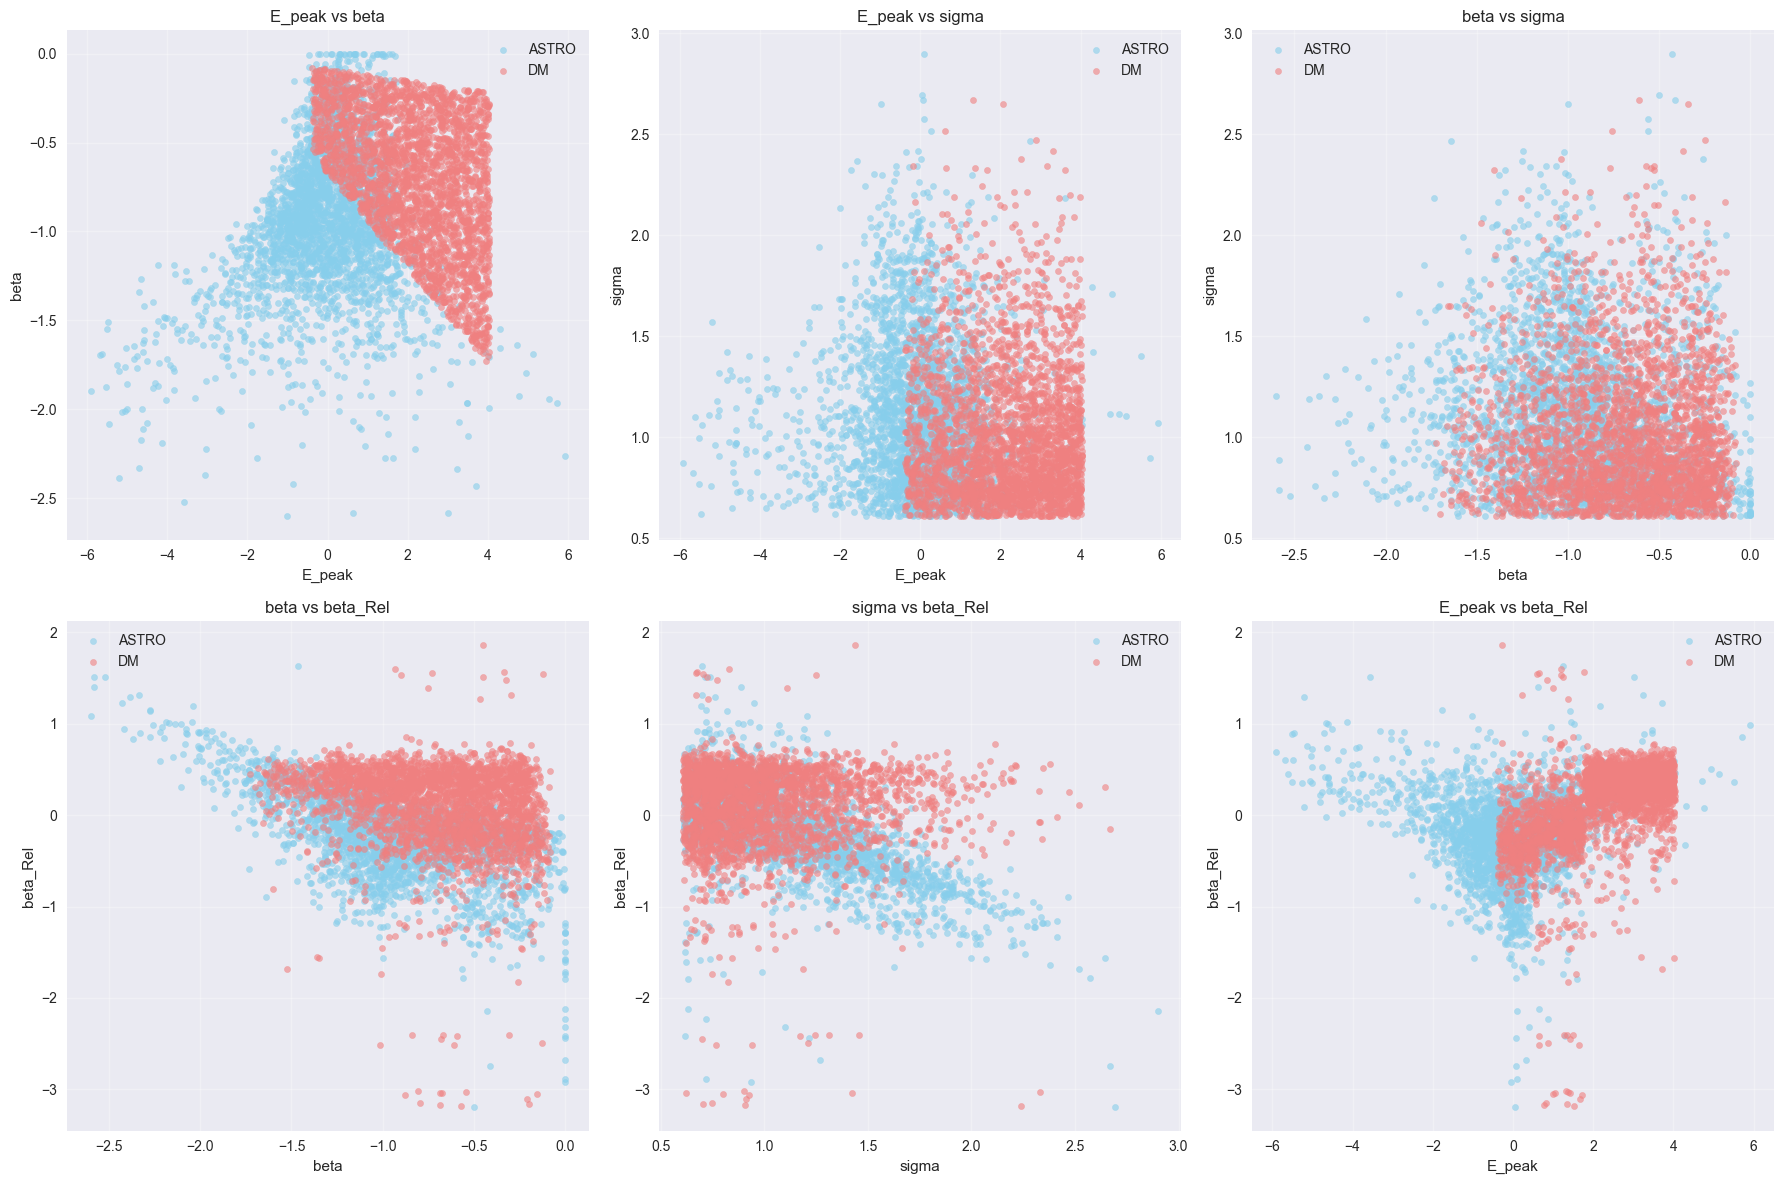 E_peak vs beta
ASTRO
DM
0.0
−0.5
−1.0
−1.5
−2.0
−2.5
beta
−6 −4 −2 0 2 4 6
E_peak
E_peak vs sigma
ASTRO
DM
3.0
2.5
2.0
1.5
1.0
0.5
sigma
−6 −4 −2 0 2 4 6
E_peak
beta vs sigma
ASTRO
DM
3.0
2.5
2.0
1.5
1.0
0.5
sigma
−2.5 −2.0 −1.5 −1.0 −0.5 0.0
beta
beta vs beta_Rel
ASTRO
DM
2
1
0
−1
−2
−3
beta_Rel
−2.5 −2.0 −1.5 −1.0 −0.5 0.0
beta
sigma vs beta_Rel
ASTRO
DM
2
1
0
−1
−2
−3
beta_Rel
0.5 1.0 1.5 2.0 2.5 3.0
sigma
E_peak vs beta_Rel
ASTRO
DM
2
1
0
−1
−2
−3
beta_Rel
−6 −4 −2 0 2 4 6
E_peak